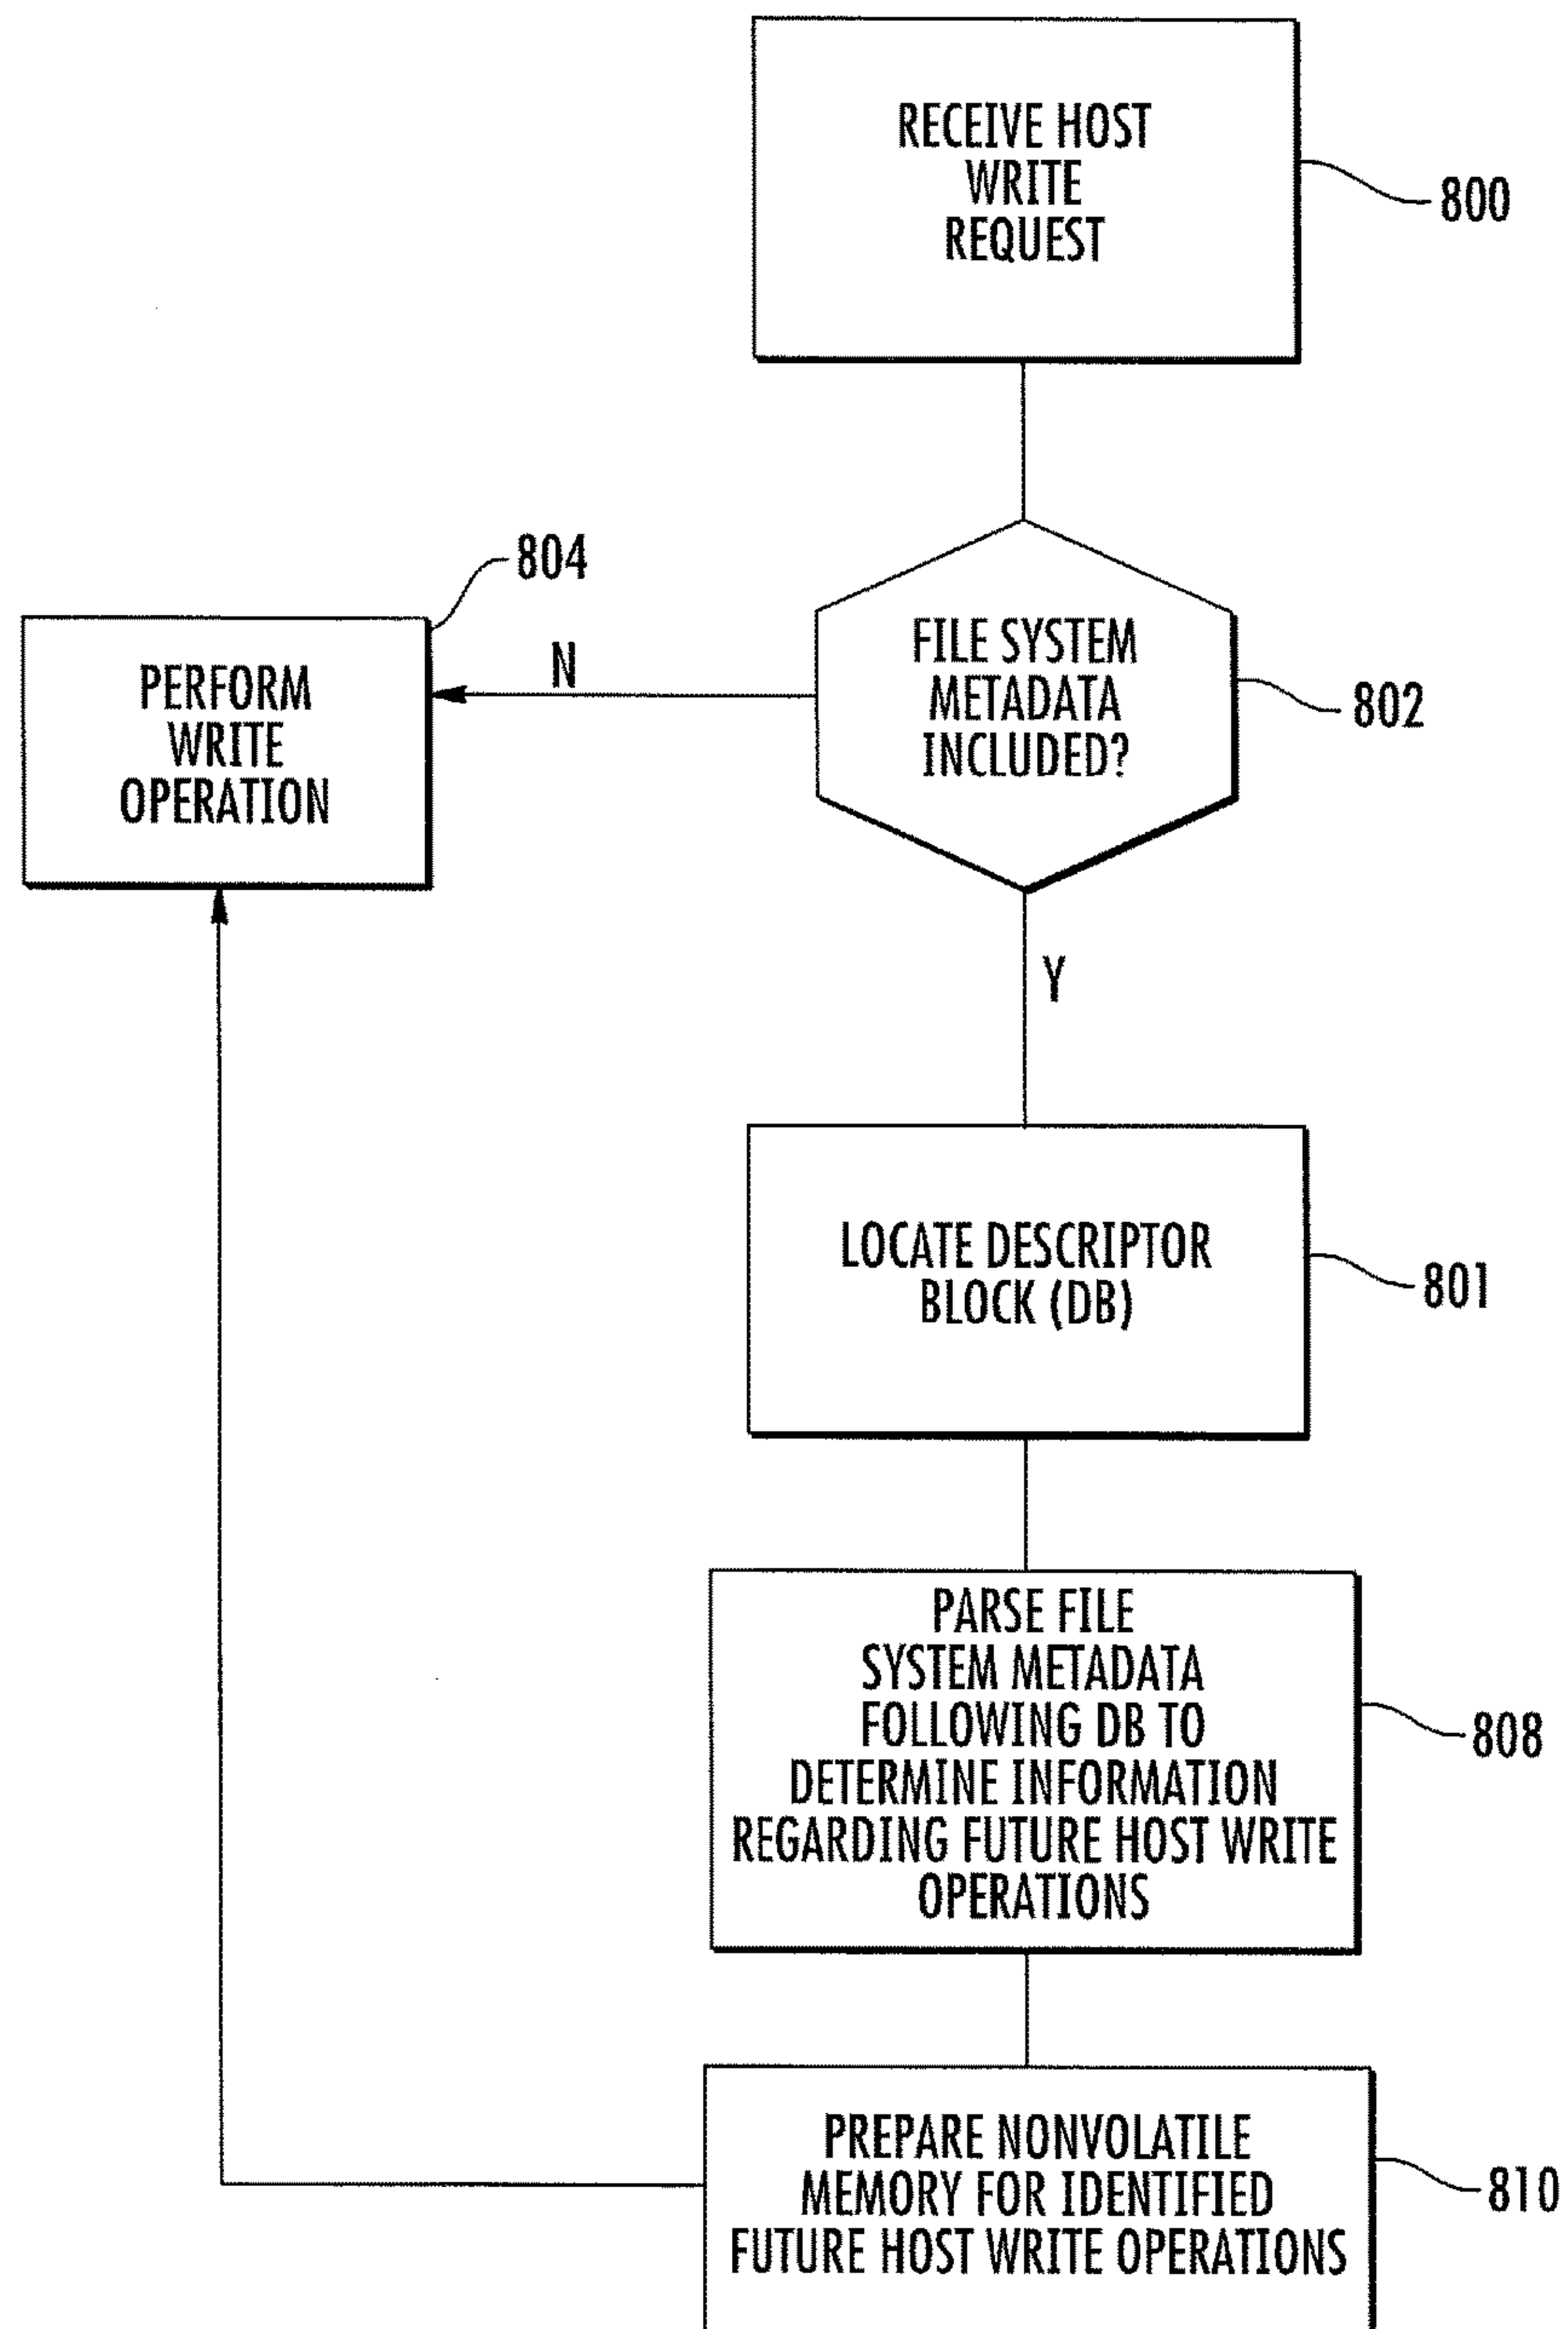 RECEIVE HOST
WRITE
REQUEST
800
804
PERFORM
WRITE
OPERATION
N
FILE SYSTEM
METADATA
INCLUDED?
802
Y
LOCATE DESCRIPTOR
BLOCK (DB)
801
PARSE FILE
SYSTEM METADATA
FOLLOWING DB TO
DETERMINE INFORMATION
REGARDING FUTURE HOST WRITE
OPERATIONS
808
PREPARE NONVOLATILE
MEMORY FOR IDENTIFIED
FUTURE HOST WRITE OPERATIONS
810